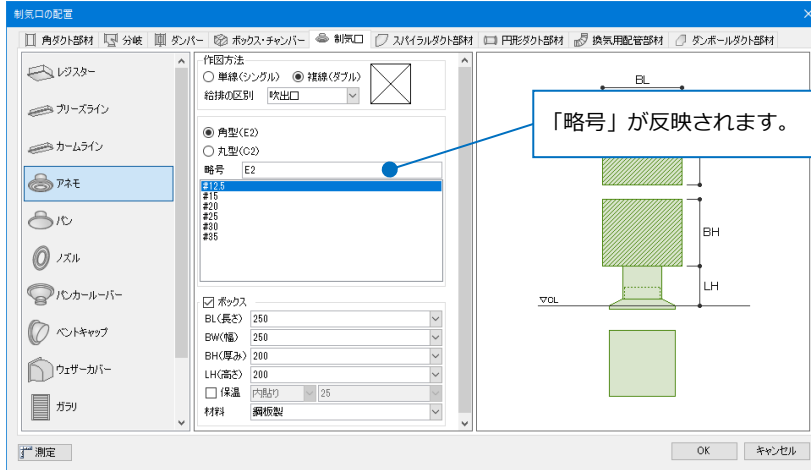 制気口の配置
角ダクト部材 分岐 ダンパー ボックス・チャンバー 制気口 スパイラルダクト部材 円形ダクト部材 換気用配管部材 ダンボールダクト部材
レジスター
ブリーズライン
カームライン
アネモ
パン
ノズル
パンカールーバー
ベントキャップ
ウェザーカバー
ガラリ
作図方法
単線(シングル) 複線(ダブル)
給排の区別 吹出口
角型(E2)
丸型(C2)
略号 E2
#12.5
#15
#20
#25
#30
#35
ボックス
BL(長さ) 250
BW(幅) 250
BH(厚み) 200
LH(高さ) 200
保温 内貼り 25
材料 鋼板製
BL
「略号」が反映されます。
BH
LH
▽CL
測定
OK キャンセル